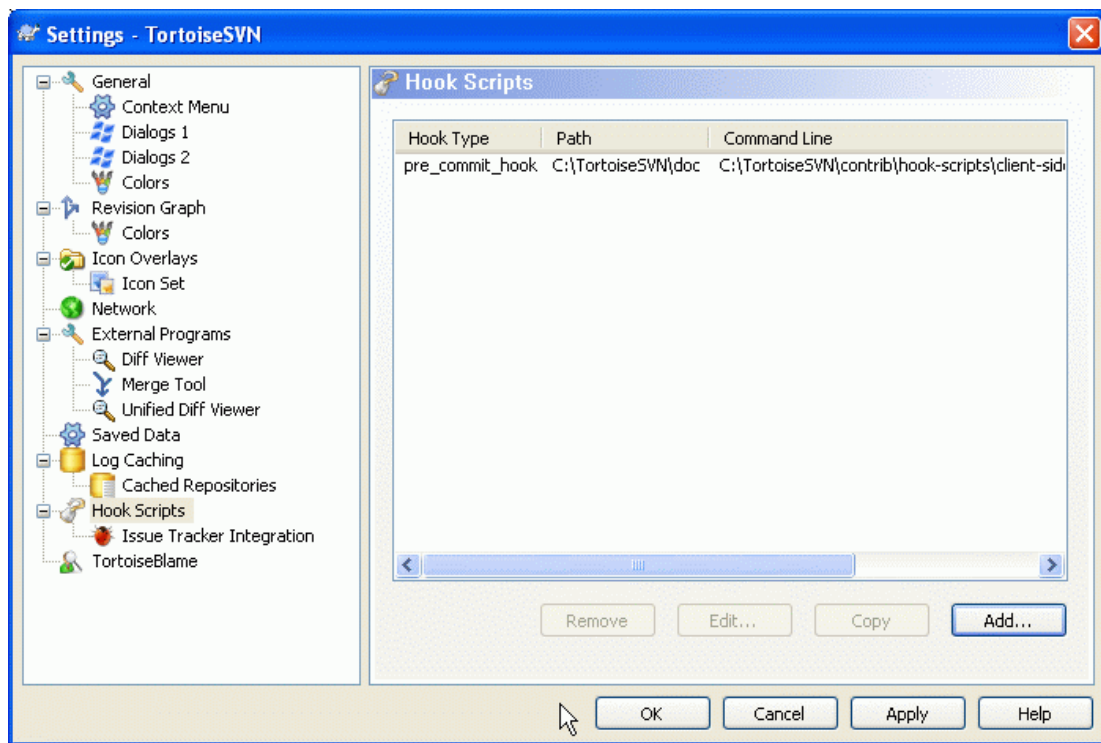 Settings - TortoiseSVN
General
Context Menu
Dialogs 1
Dialogs 2
Colors
Revision Graph
Colors
Icon Overlays
Icon Set
Network
External Programs
Diff Viewer
Merge Tool
Unified Diff Viewer
Saved Data
Log Caching
Cached Repositories
Hook Scripts
Issue Tracker Integration
TortoiseBlame
Hook Scripts
Hook Type Path Command Line
pre_commit_hook C:\TortoiseSVN\doc C:\TortoiseSVN\contrib\hook-scripts\client-side
Remove Edit... Copy Add...
OK Cancel Apply Help